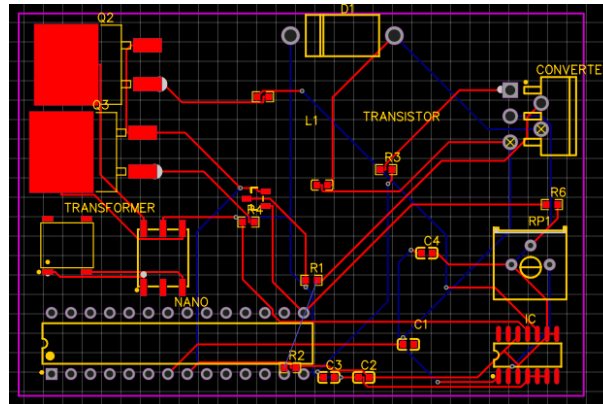 Q2
D1
CONVERTE
Q3
L1
TRANSISTOR
R3
TRANSFORMER
R4
R6
RP1
C4
R1
NANO
IC
C1
R2
C3
C2